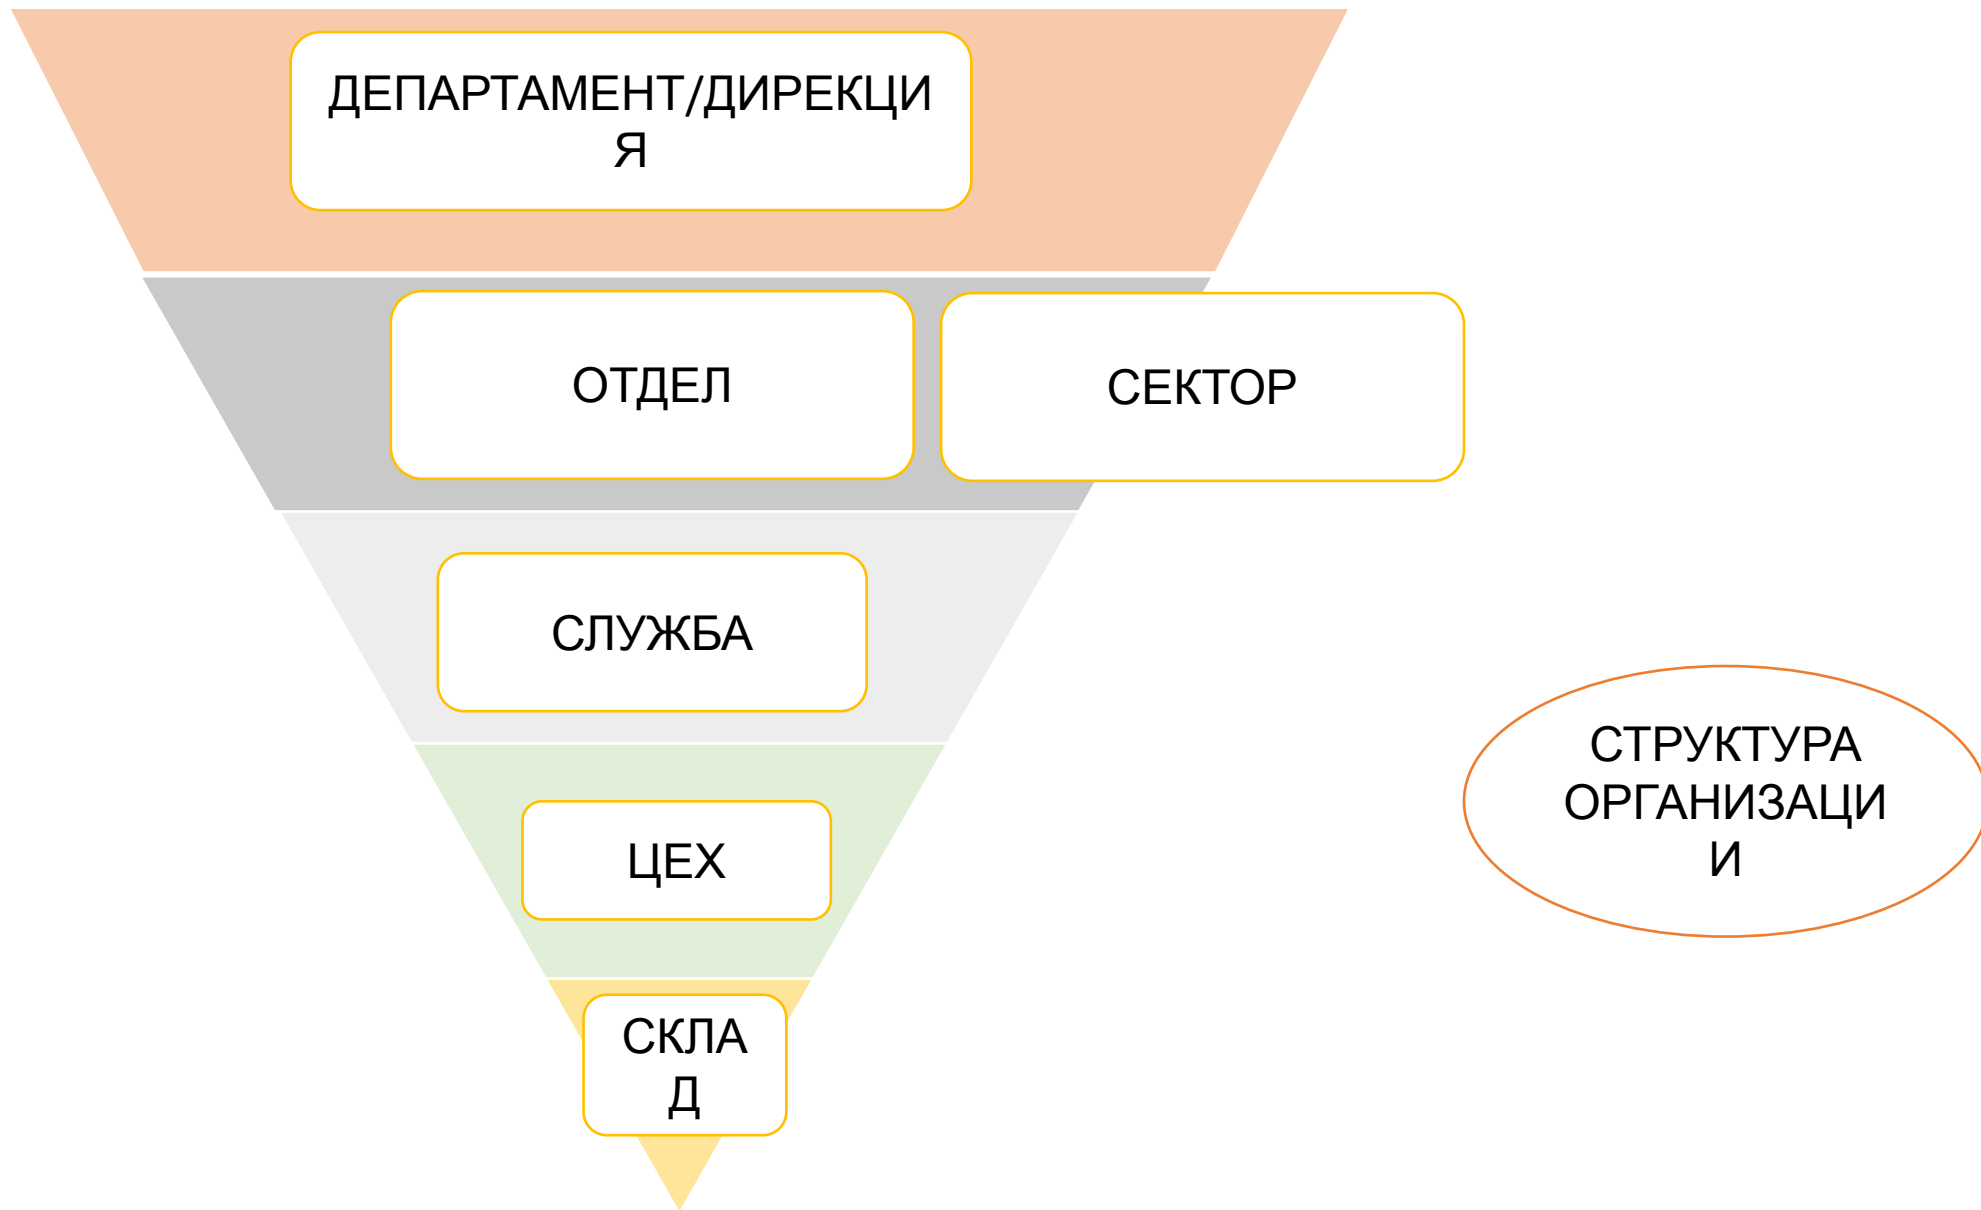 ДЕПАРТАМЕНТ/ДИРЕКЦИ
Я
ОТДЕЛ
СЕКТОР
СЛУЖБА
СТРУКТУРА
ОРГАНИЗАЦИ
И
ЦЕХ
СКЛА
Д